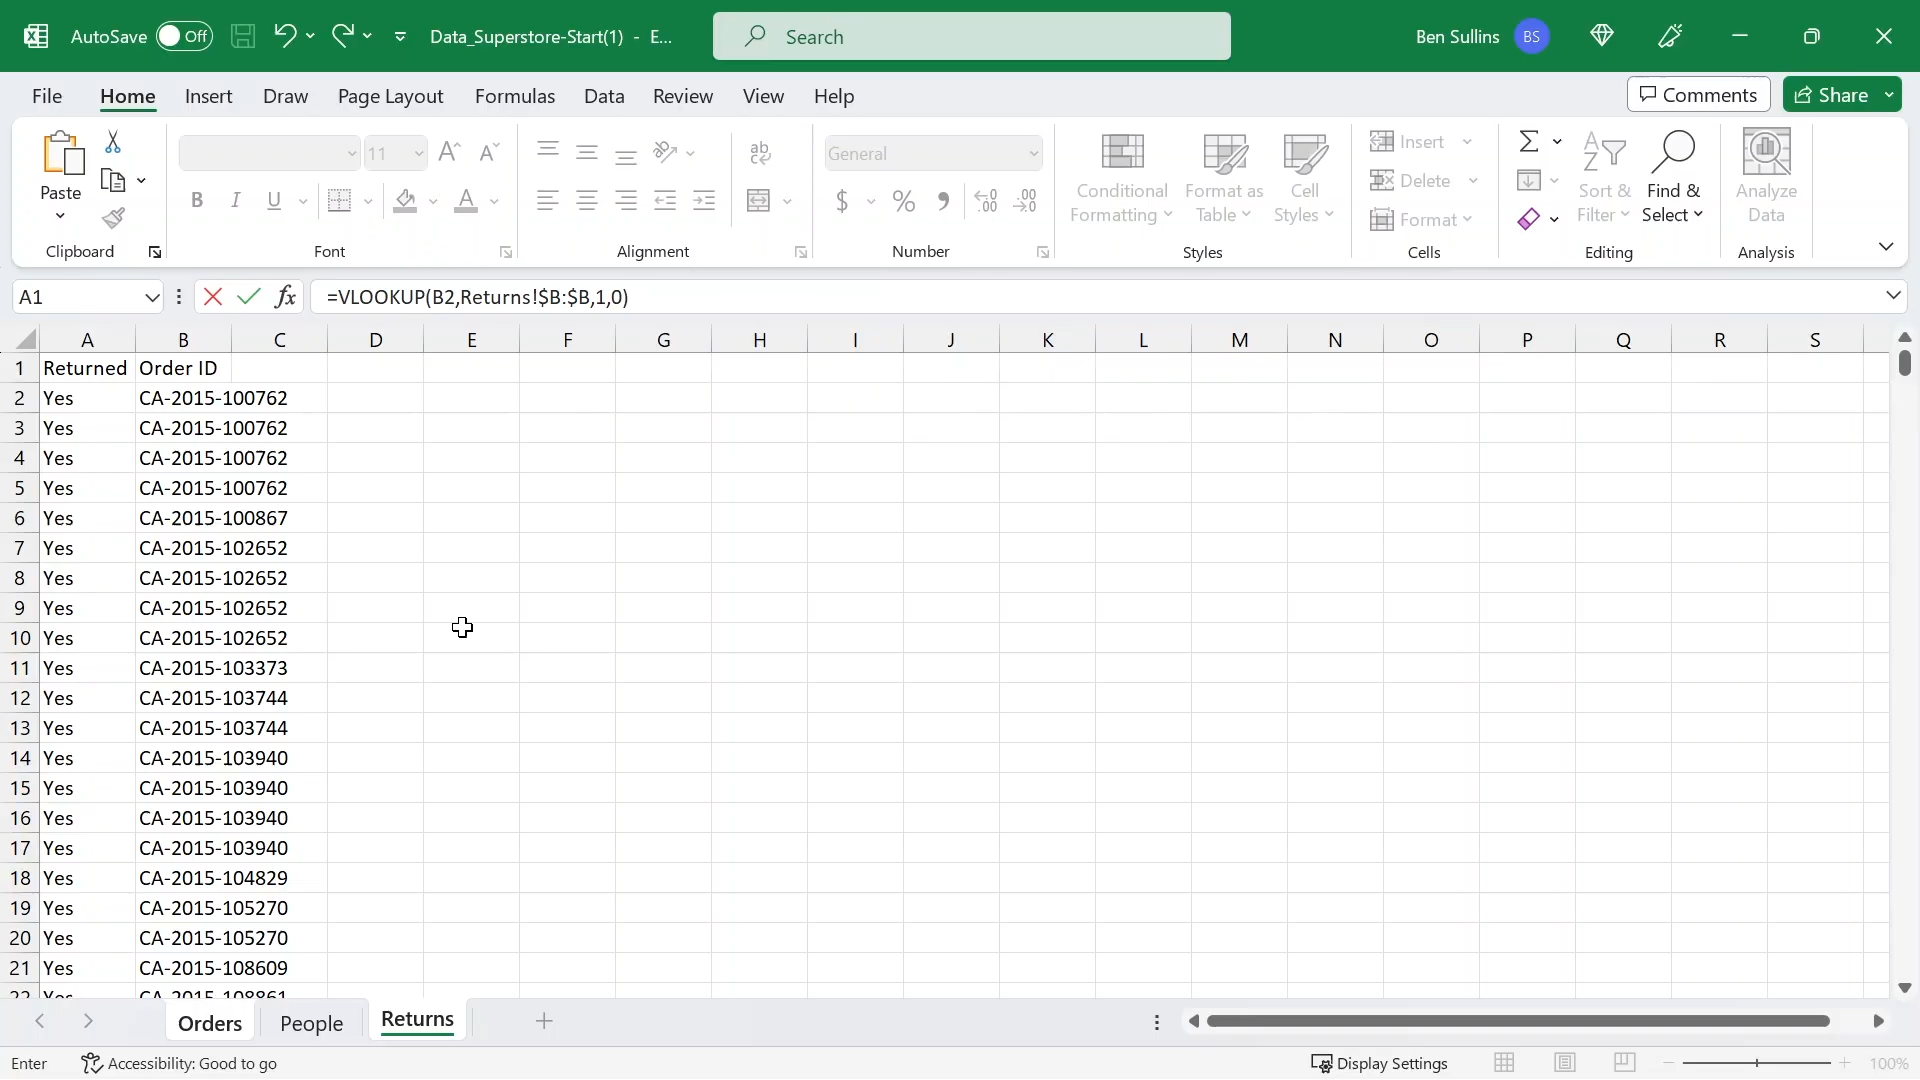 AutoSave Off Data_Superstore-Start(1) - E... Search Ben Sullins BS
File Home Insert Draw Page Layout Formulas Data Review View Help Comments Share
Paste
Clipboard
11
B I U A
Font
ab
Alignment
General
$ % 9 .00 .00
Number
Conditional
Formatting
Format as
Table
Cell
Styles
Styles
Insert
Delete
Format
Cells
Sort &
Filter
Find &
Select
Editing
Analyze
Data
Analysis
A1 fx =VLOOKUP(B2,Returns!$B:$B,1,0)
A B C D E F G H I J K L M N O P Q R S
1 Returned Order ID
2 Yes CA-2015-100762
3 Yes CA-2015-100762
4 Yes CA-2015-100762
5 Yes CA-2015-100762
6 Yes CA-2015-100867
7 Yes CA-2015-102652
8 Yes CA-2015-102652
9 Yes CA-2015-102652
10 Yes CA-2015-102652
11 Yes CA-2015-103373
12 Yes CA-2015-103744
13 Yes CA-2015-103744
14 Yes CA-2015-103940
15 Yes CA-2015-103940
16 Yes CA-2015-103940
17 Yes CA-2015-103940
18 Yes CA-2015-104829
19 Yes CA-2015-105270
20 Yes CA-2015-105270
21 Yes CA-2015-108609
22 Yes CA-2015-108861
Orders People Returns
Enter Accessibility: Good to go Display Settings 100%